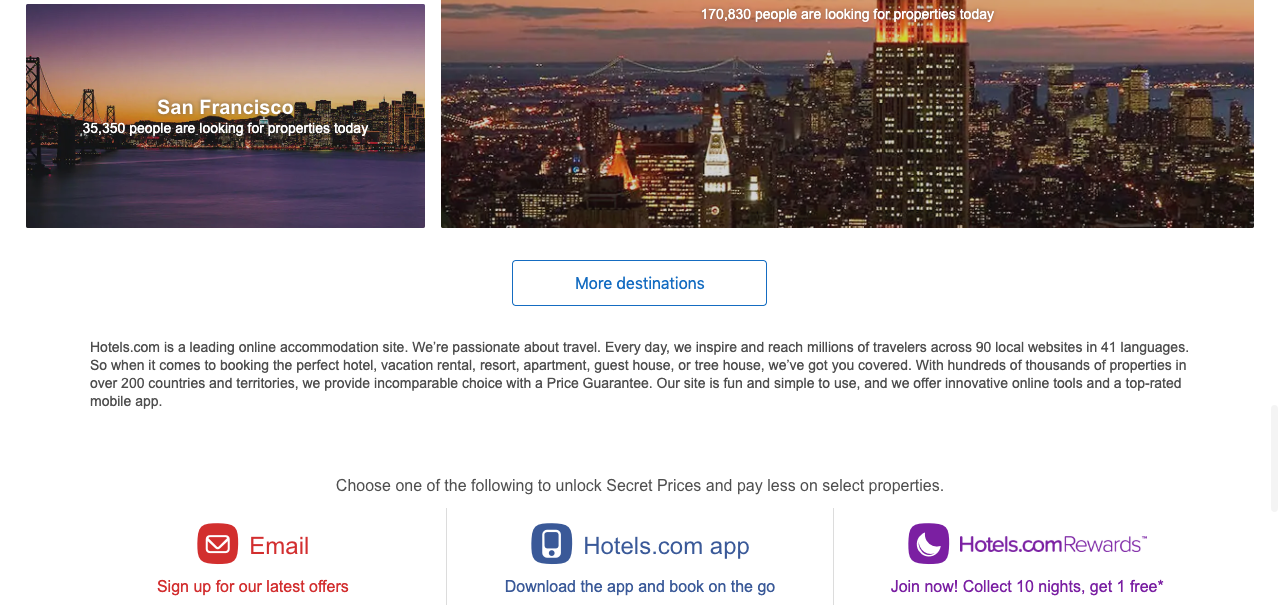 170,830 people are looking for properties today
San Francisco
35,350 people are looking for properties today
More destinations
Hotels.com is a leading online accommodation site. We’re passionate about travel. Every day, we inspire and reach millions of travelers across 90 local websites in 41 languages.
So when it comes to booking the perfect hotel, vacation rental, resort, apartment, guest house, or tree house, we’ve got you covered. With hundreds of thousands of properties in
over 200 countries and territories, we provide incomparable choice with a Price Guarantee. Our site is fun and simple to use, and we offer innovative online tools and a top-rated
mobile app.
Choose one of the following to unlock Secret Prices and pay less on select properties.
Email
Sign up for our latest offers
Hotels.com app
Download the app and book on the go
Hotels.com Rewards™
Join now! Collect 10 nights, get 1 free*